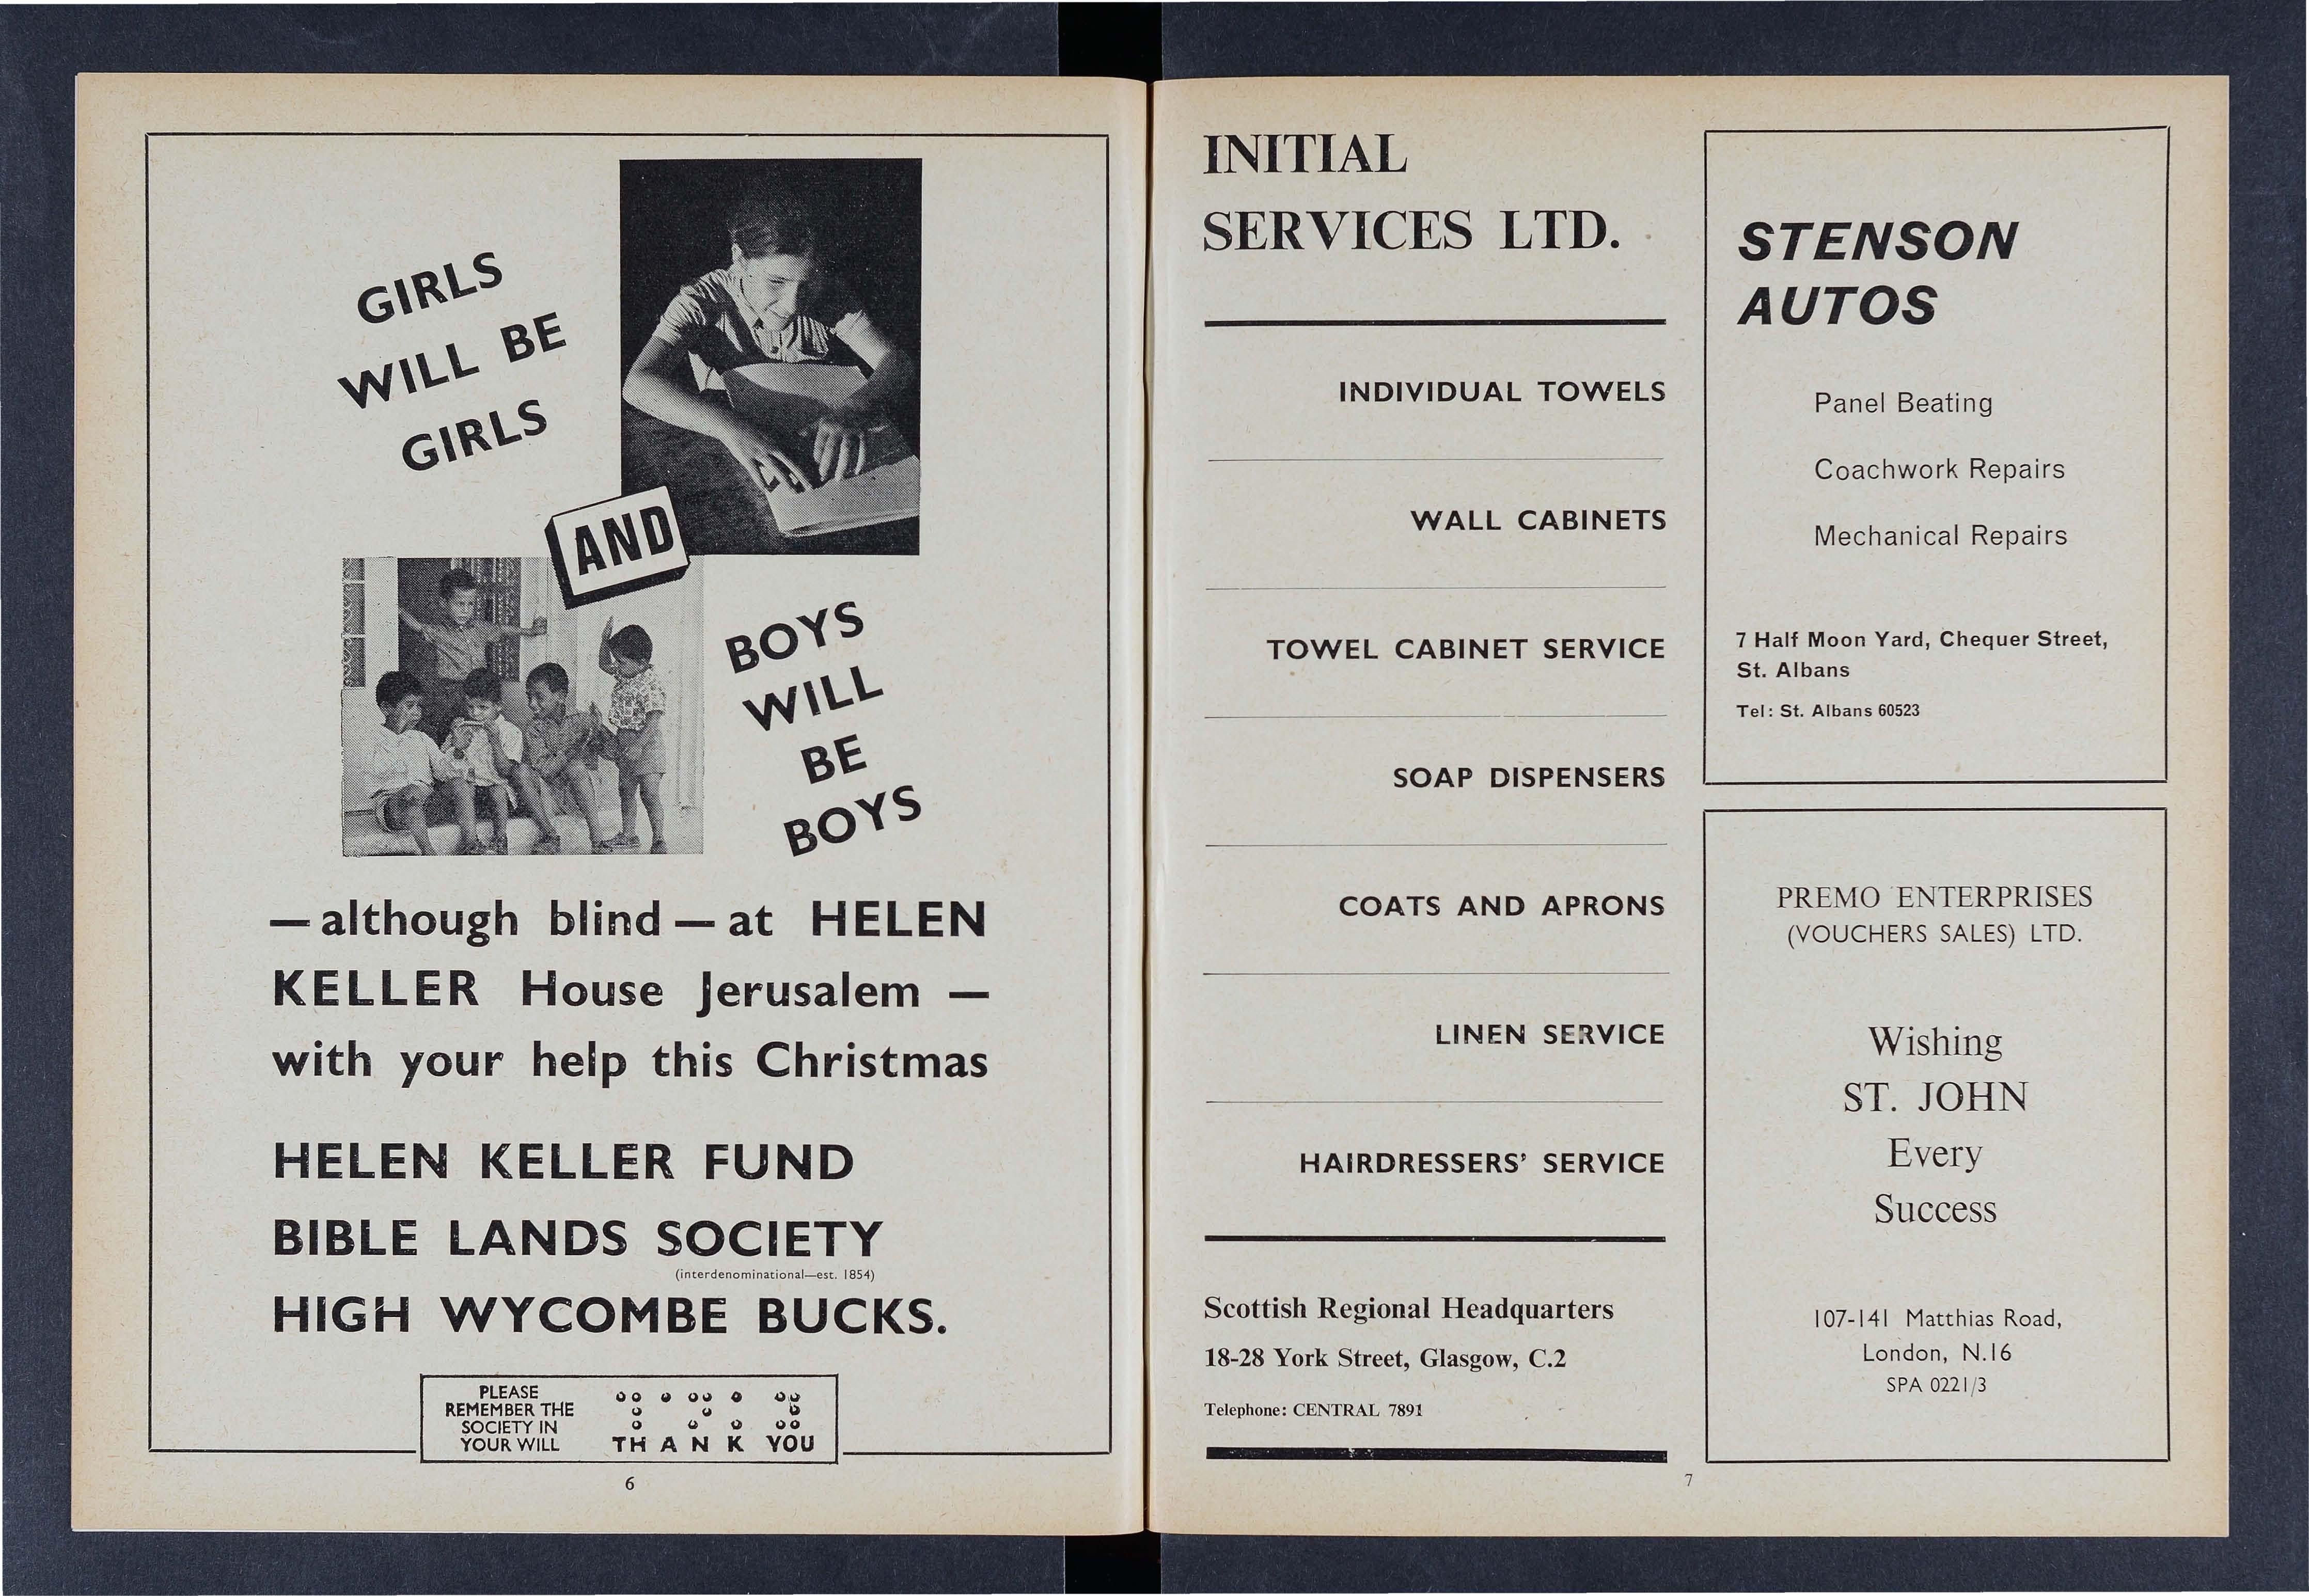 GIRLS
WILL BE
GIRLS
AND
BOYS
WILL
BE
BOYS
— although blind — at HELEN
KELLER House Jerusalem —
with your help this Christmas
HELEN KELLER FUND
BIBLE LANDS SOCIETY
(interdenominational—est. 1854)
HIGH WYCOMBE BUCKS.
PLEASE
REMEMBER THE
SOCIETY IN
YOUR WILL
TH A N K YOU
6
INITIAL
SERVICES LTD.
INDIVIDUAL TOWELS
WALL CABINETS
TOWEL CABINET SERVICE
SOAP DISPENSERS
COATS AND APRONS
LINEN SERVICE
HAIRDRESSERS' SERVICE
Scottish Regional Headquarters
18-28 York Street, Glasgow, C.2
Telephone: CENTRAL 7891
STENSON
AUTOS
Panel Beating
Coachwork Repairs
Mechanical Repairs
7 Half Moon Yard, Chequer Street,
St. Albans
Tel: St. Albans 60523
PREMO ENTERPRISES
(VOUCHERS SALES) LTD.
Wishing
ST. JOHN
Every
Success
107-141 Matthias Road,
London, N.16
SPA 0221/3
7